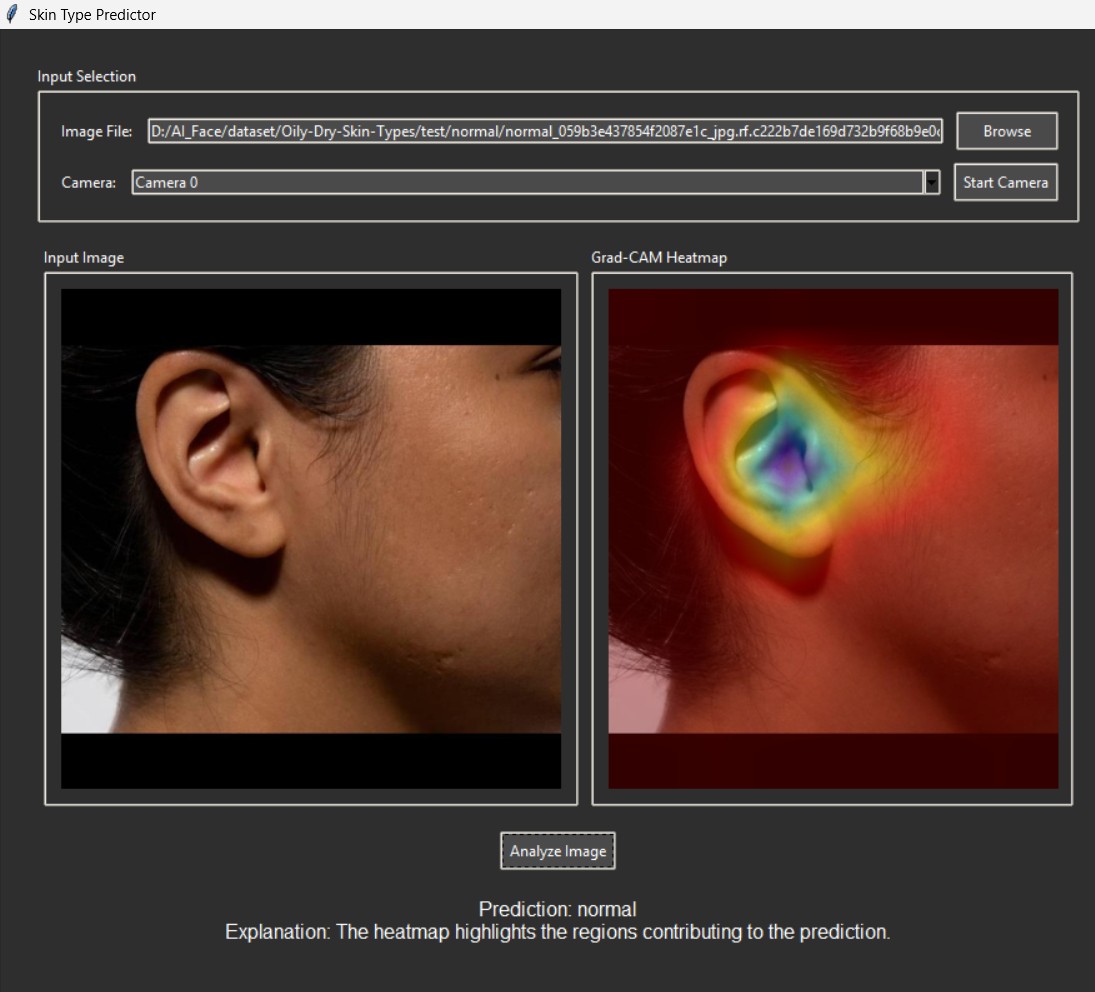 Skin Type Predictor
Input Selection
Image File: D:/AI_Face/dataset/Oily-Dry-Skin-Types/test/normal/normal_059b3e437854f2087e1c_jpg.rf.c222b7de169d732b9f68b9e0 Browse
Camera: Camera 0 Start Camera
Input Image Grad-CAM Heatmap
Analyze Image
Prediction: normal
Explanation: The heatmap highlights the regions contributing to the prediction.